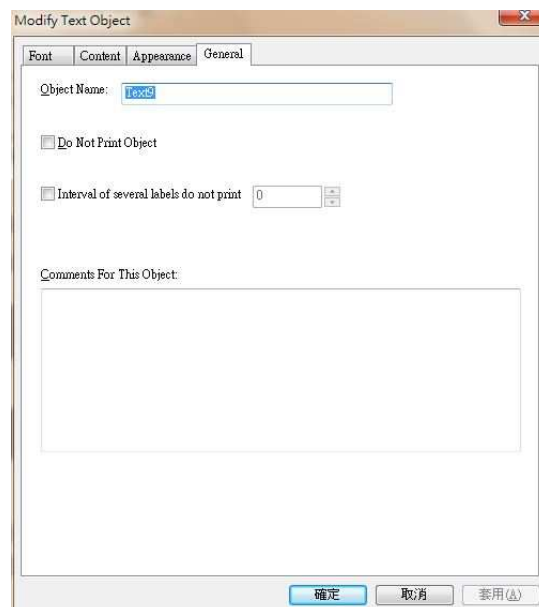 Modify Text Object
Font Content Appearance General
Object Name: Text9
Do Not Print Object
Interval of several labels do not print 0
Comments For This Object:
確定 取消 套用(A)